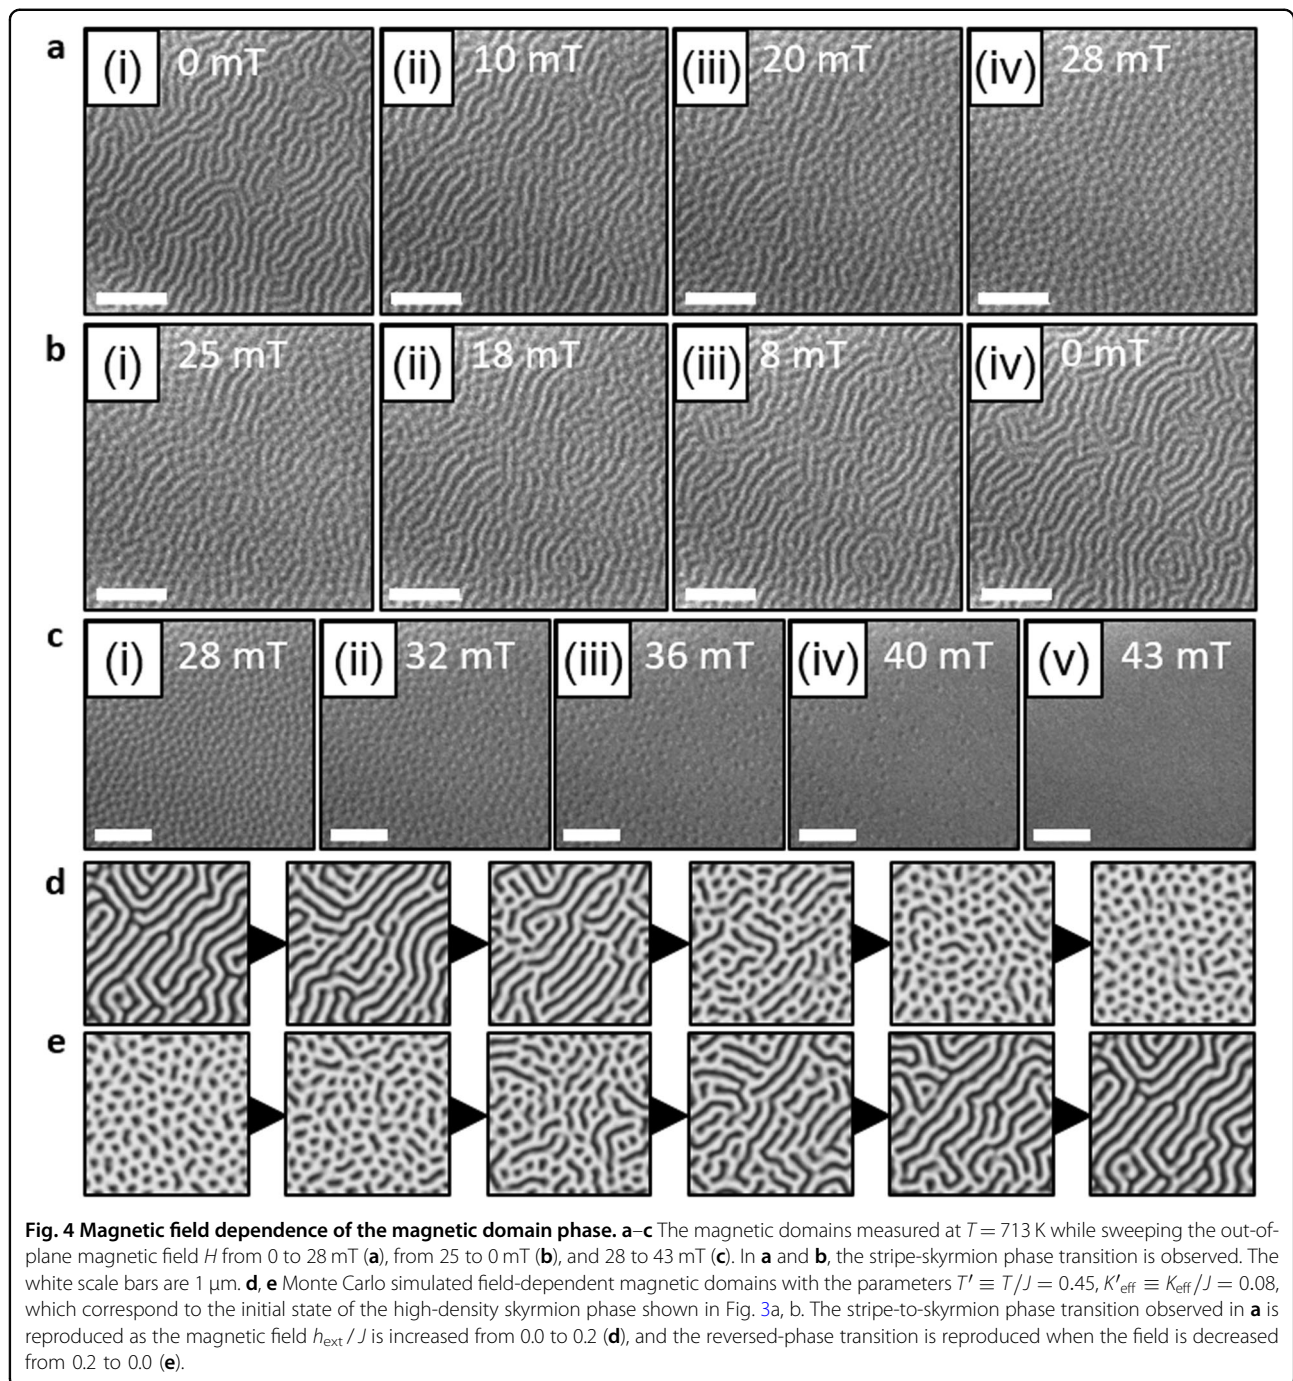 a
(i) 0 mT
(ii) 10 mT
(iii) 20 mT
(iv) 28 mT
b
(i) 25 mT
(ii) 18 mT
(iii) 8 mT
(iv) 0 mT
c
(i) 28 mT
(ii) 32 mT
(iii) 36 mT
(iv) 40 mT
(v) 43 mT
d
e
Fig. 4 Magnetic field dependence of the magnetic domain phase. a–c The magnetic domains measured at T = 713 K while sweeping the out-of-
plane magnetic field H from 0 to 28 mT (a), from 25 to 0 mT (b), and 28 to 43 mT (c). In a and b, the stripe-skyrmion phase transition is observed. The
white scale bars are 1 μm. d, e Monte Carlo simulated field-dependent magnetic domains with the parameters T′ ≡ T/J = 0.45, K′eff ≡ Keff/J = 0.08,
which correspond to the initial state of the high-density skyrmion phase shown in Fig. 3a, b. The stripe-to-skyrmion phase transition observed in a is
reproduced as the magnetic field hext / J is increased from 0.0 to 0.2 (d), and the reversed-phase transition is reproduced when the field is decreased
from 0.2 to 0.0 (e).